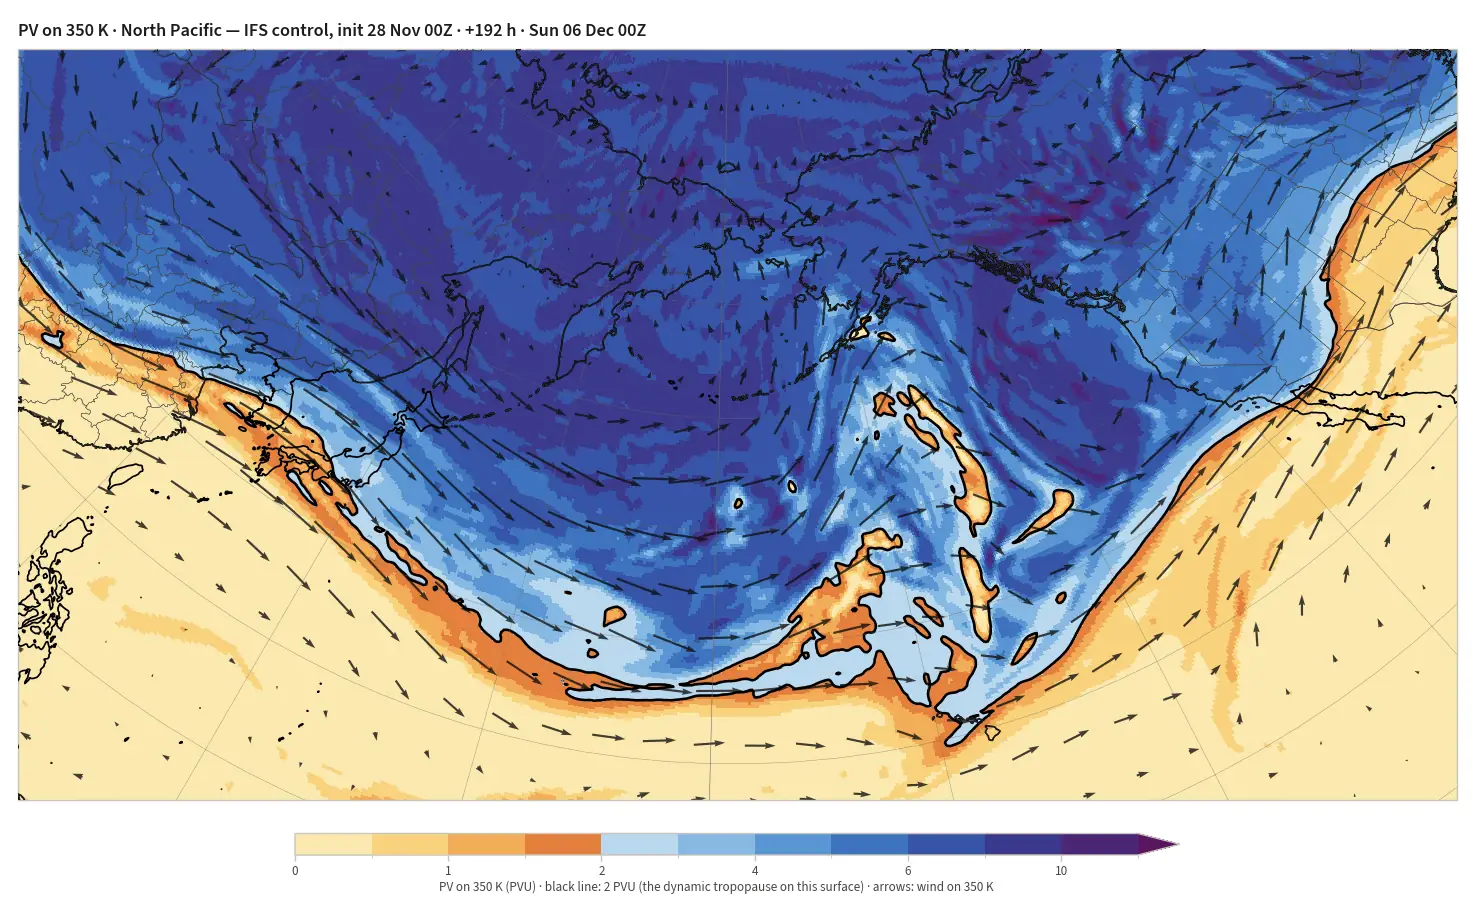 PV on 350 K · North Pacific — IFS control, init 28 Nov 00Z · +192 h · Sun 06 Dec 00Z
0 1 2 4 6 10
PV on 350 K (PVU) · black line: 2 PVU (the dynamic tropopause on this surface) · arrows: wind on 350 K